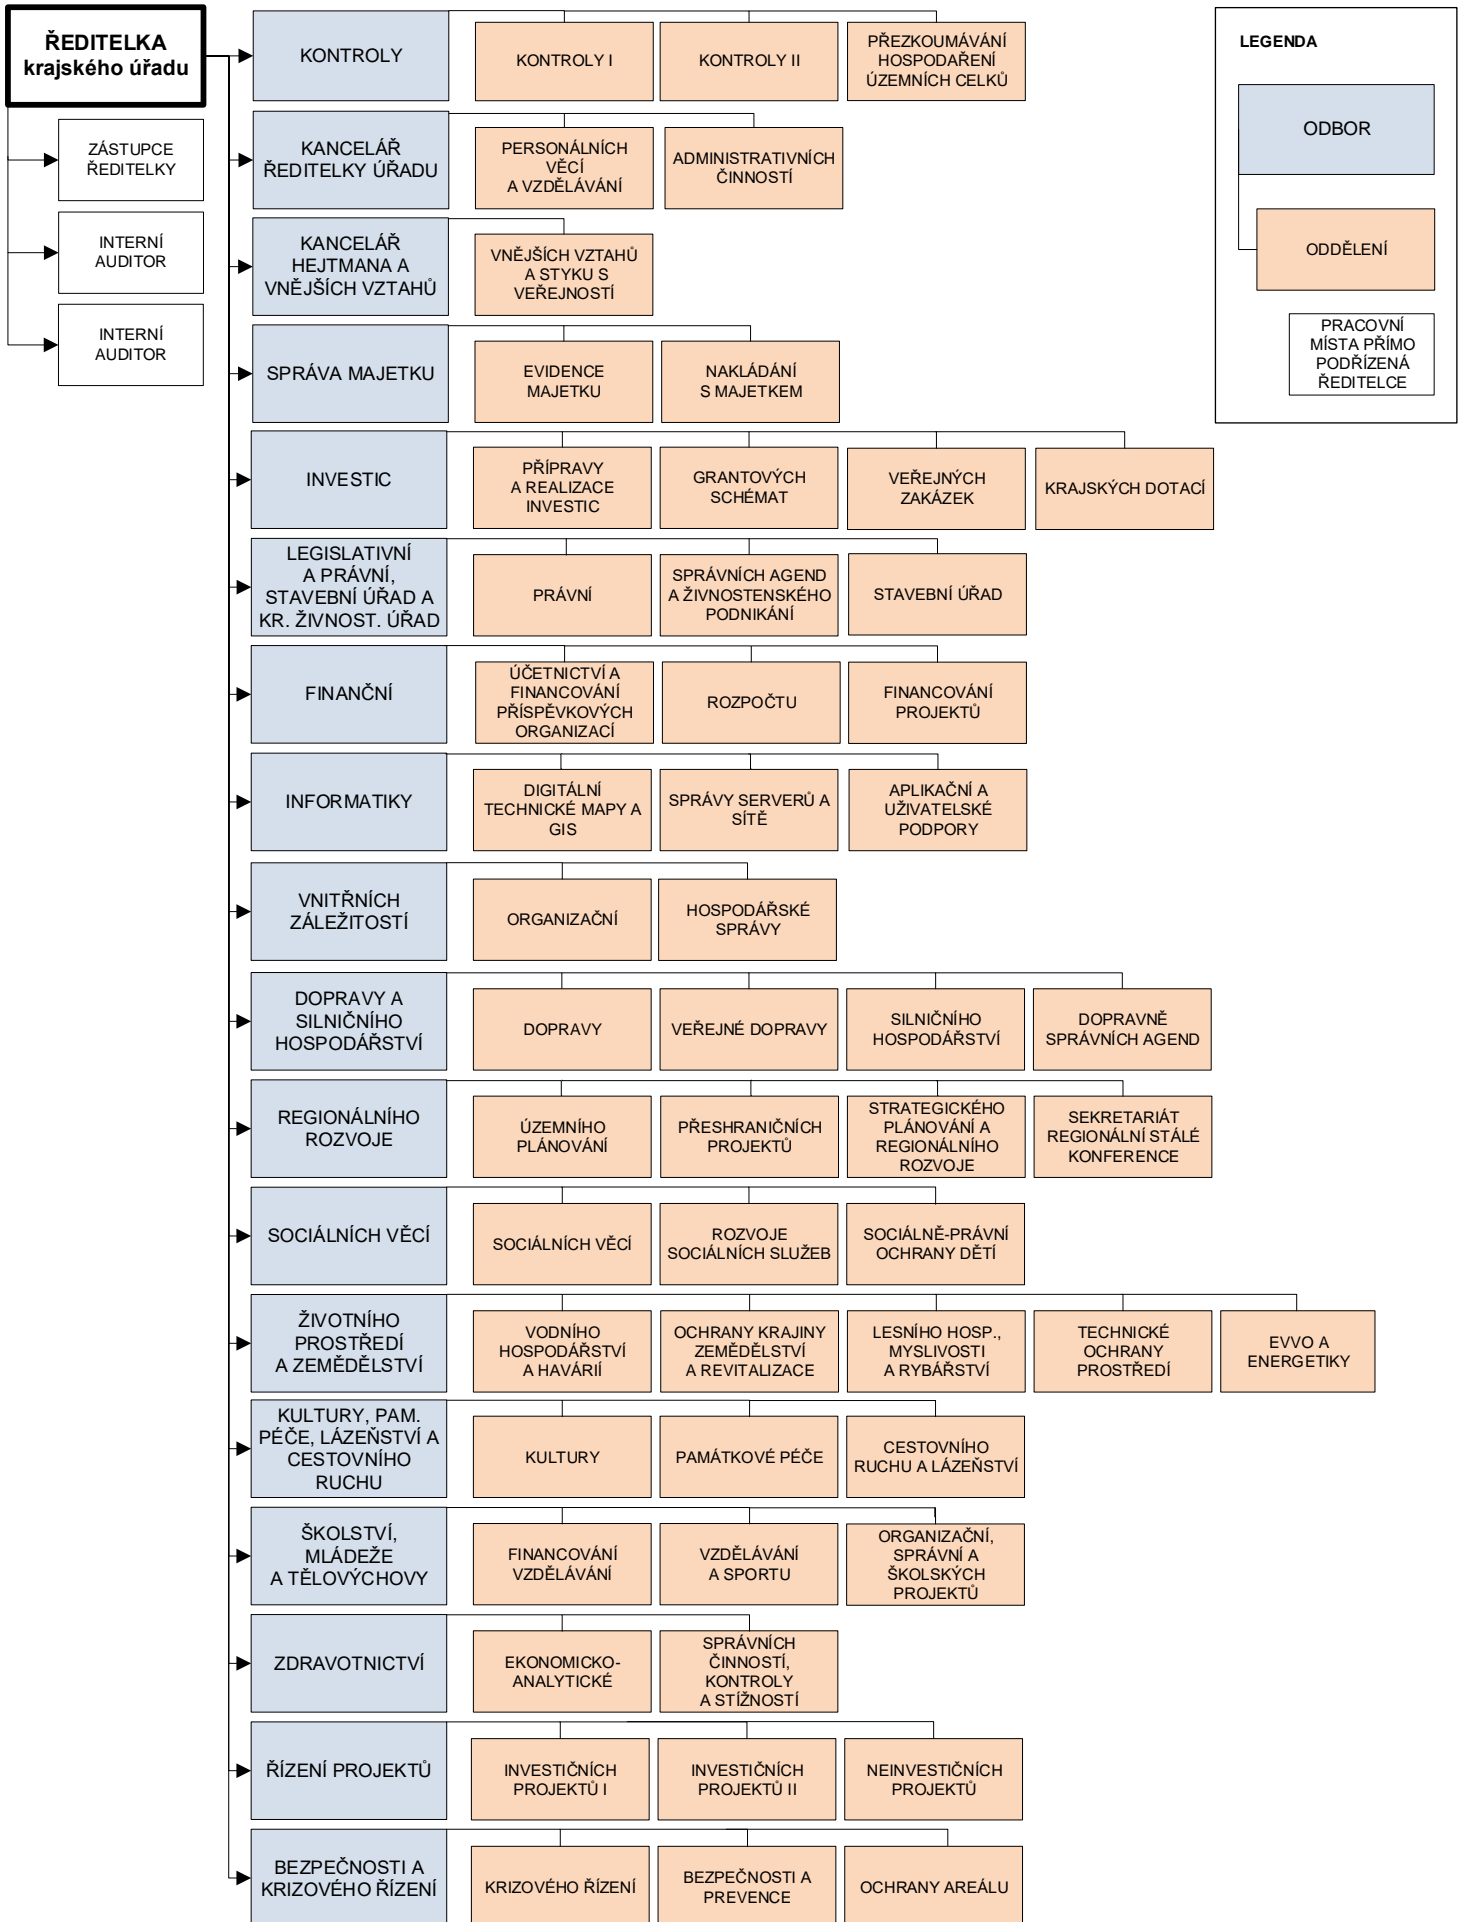 ŘEDITELKA
krajského úřadu
ZÁSTUPCE
ŘEDITELKY
INTERNÍ
AUDITOR
INTERNÍ
AUDITOR
KONTROLY
KONTROLY I
KONTROLY II
PŘEZKOUMÁVÁNÍ
HOSPODAŘENÍ
ÚZEMNÍCH CELKŮ
KANCELÁŘ
ŘEDITELKY ÚŘADU
PERSONÁLNÍCH
VĚCÍ
A VZDĚLÁVÁNÍ
ADMINISTRATIVNÍCH
ČINNOSTÍ
KANCELÁŘ
HEJTMANA A
VNĚJŠÍCH VZTAHŮ
VNĚJŠÍCH VZTAHŮ
A STYKU S
VEŘEJNOSTÍ
SPRÁVA MAJETKU
EVIDENCE
MAJETKU
NAKLÁDÁNÍ
S MAJETKEM
INVESTIC
PŘÍPRAVY
A REALIZACE
INVESTIC
GRANTOVÝCH
SCHÉMAT
VEŘEJNÝCH
ZAKÁZEK
KRAJSKÝCH DOTACÍ
LEGISLATIVNÍ
A PRÁVNÍ,
STAVEBNÍ ÚŘAD A
KR. ŽIVNOST. ÚŘAD
PRÁVNÍ
SPRÁVNÍCH AGEND
A ŽIVNOSTENSKÉHO
PODNIKÁNÍ
STAVEBNÍ ÚŘAD
FINANČNÍ
ÚČETNICTVÍ A
FINANCOVÁNÍ
PŘÍSPĚVKOVÝCH
ORGANIZACÍ
ROZPOČTU
FINANCOVÁNÍ
PROJEKTŮ
INFORMATIKY
DIGITÁLNÍ
TECHNICKÉ MAPY A
GIS
SPRÁVY SERVERŮ A
SÍTĚ
APLIKAČNÍ A
UŽIVATELSKÉ
PODPORY
VNITŘNÍCH
ZÁLEŽITOSTÍ
ORGANIZAČNÍ
HOSPODÁŘSKÉ
SPRÁVY
DOPRAVY A
SILNIČNÍHO
HOSPODÁŘSTVÍ
DOPRAVY
VEŘEJNÉ DOPRAVY
SILNIČNÍHO
HOSPODÁŘSTVÍ
DOPRAVNĚ
SPRÁVNÍCH AGEND
REGIONÁLNÍHO
ROZVOJE
ÚZEMNÍHO
PLÁNOVÁNÍ
PŘESHRANIČNÍCH
PROJEKTŮ
STRATEGICKÉHO
PLÁNOVÁNÍ A
REGIONÁLNÍHO
ROZVOJE
SEKRETARIÁT
REGIONÁLNÍ STÁLÉ
KONFERENCE
SOCIÁLNÍCH VĚCÍ
SOCIÁLNÍCH VĚCÍ
ROZVOJE
SOCIÁLNÍCH SLUŽEB
SOCIÁLNĚ-PRÁVNÍ
OCHRANY DĚTÍ
ŽIVOTNÍHO
PROSTŘEDÍ
A ZEMĚDĚLSTVÍ
VODNÍHO
HOSPODÁŘSTVÍ
A HAVÁRIÍ
OCHRANY KRAJINY
ZEMĚDĚLSTVÍ
A REVITALIZACE
LESNÍHO HOSP.,
MYSLIVOSTI
A RYBÁŘSTVÍ
TECHNICKÉ
OCHRANY
PROSTŘEDÍ
EVVO A
ENERGETIKY
KULTURY, PAM.
PÉČE, LÁZEŇSTVÍ A
CESTOVNÍHO
RUCHU
KULTURY
PAMÁTKOVÉ PÉČE
CESTOVNÍHO
RUCHU A LÁZEŇSTVÍ
ŠKOLSTVÍ,
MLÁDEŽE
A TĚLOVÝCHOVY
FINANCOVÁNÍ
VZDĚLÁVÁNÍ
VZDĚLÁVÁNÍ
A SPORTU
ORGANIZAČNÍ,
SPRÁVNÍ A
ŠKOLSKÝCH
PROJEKTŮ
ZDRAVOTNICTVÍ
EKONOMICKO-
ANALYTICKÉ
SPRÁVNÍCH
ČINNOSTÍ,
KONTROLY
A STÍŽNOSTÍ
ŘÍZENÍ PROJEKTŮ
INVESTIČNÍCH
PROJEKTŮ I
INVESTIČNÍCH
PROJEKTŮ II
NEINVESTIČNÍCH
PROJEKTŮ
BEZPEČNOSTI A
KRIZOVÉHO ŘÍZENÍ
KRIZOVÉHO ŘÍZENÍ
BEZPEČNOSTI A
PREVENCE
OCHRANY AREÁLU
LEGENDA
ODBOR
ODDĚLENÍ
PRACOVNÍ
MÍSTA PŘÍMO
PODŘÍZENÁ
ŘEDITELCE